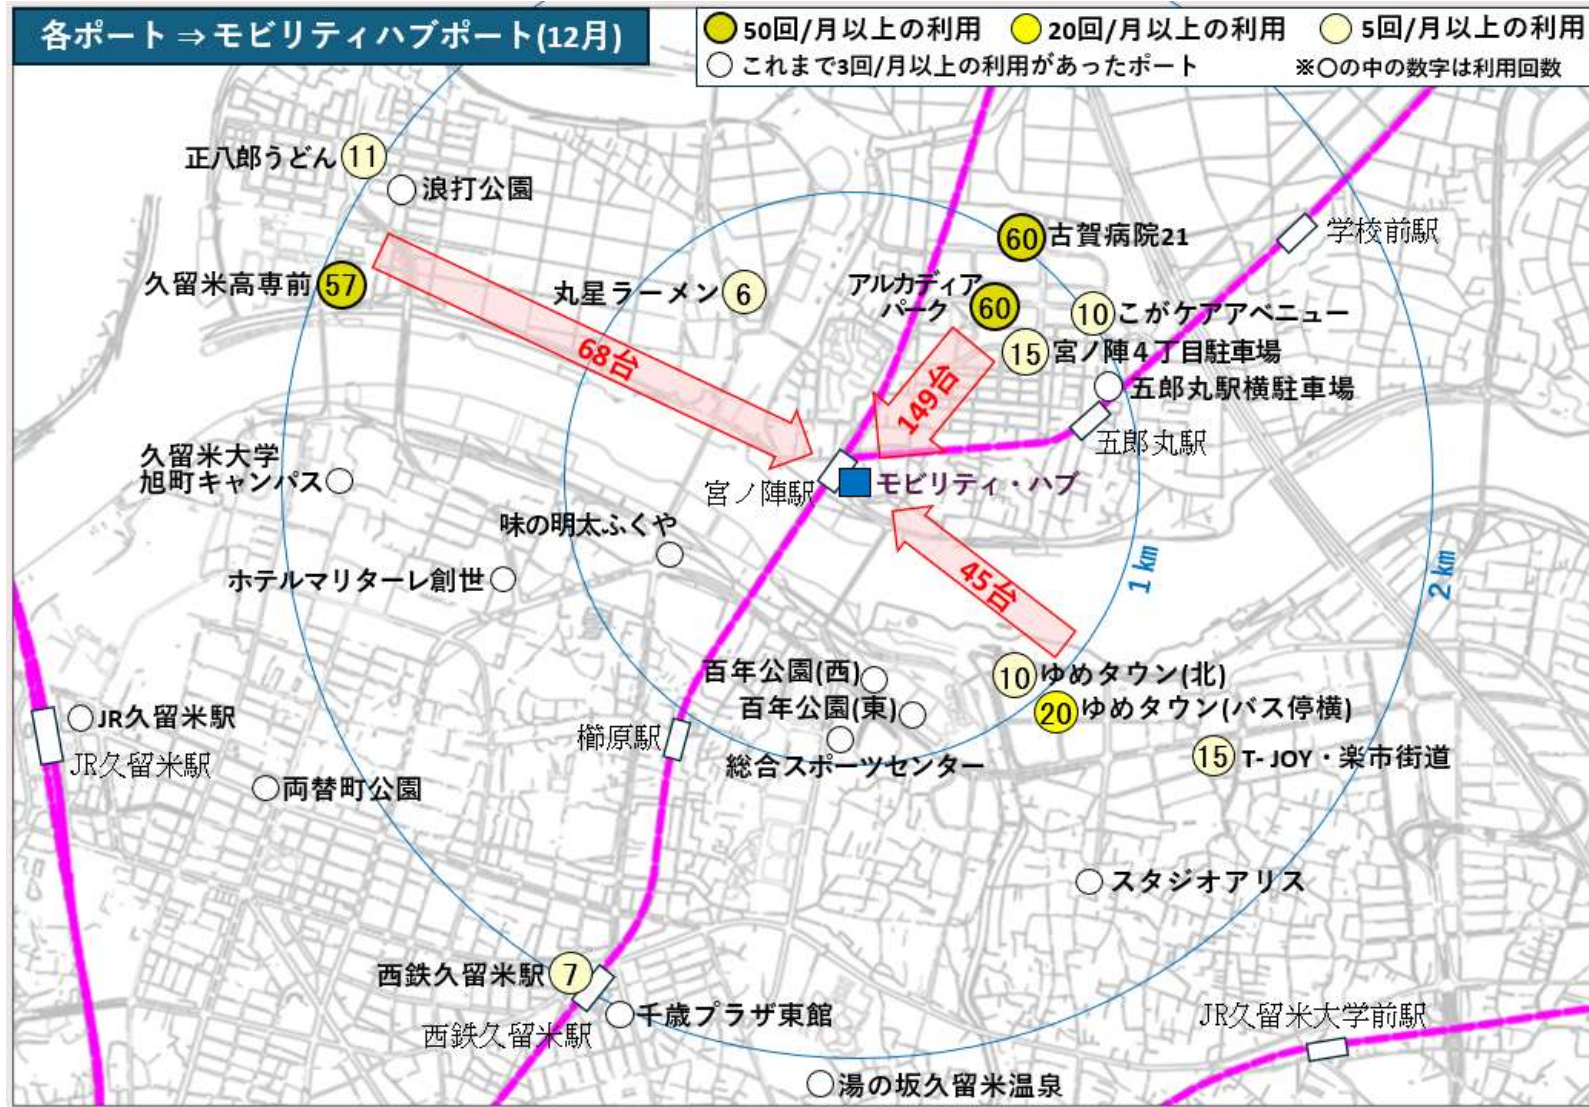 各ポート ⇒ モビリティハブポート(12月)
50回/月以上の利用
20回/月以上の利用
5回/月以上の利用
これまで3回/月以上の利用があったポート
※○の中の数字は利用回数
正八郎うどん 11
浪打公園
久留米高専前 57
丸星ラーメン 6
60 古賀病院21
学校前駅
アルカディア
パーク 60
10 こがケアアベニュー
15 宮ノ陣4丁目駐車場
五郎丸駅横駐車場
五郎丸駅
68台
149台
宮ノ陣駅
モビリティ・ハブ
久留米大学
旭町キャンパス
味の明太ふくや
ホテルマリターレ創世
45台
1㎞
2㎞
百年公園(西)
百年公園(東)
総合スポーツセンター
10 ゆめタウン(北)
20 ゆめタウン(バス停横)
15 T-JOY・楽市街道
櫛原駅
JR久留米駅
JR久留米駅
両替町公園
スタジオアリス
西鉄久留米駅 7
西鉄久留米駅
千歳プラザ東館
JR久留米大学前駅
湯の坂久留米温泉